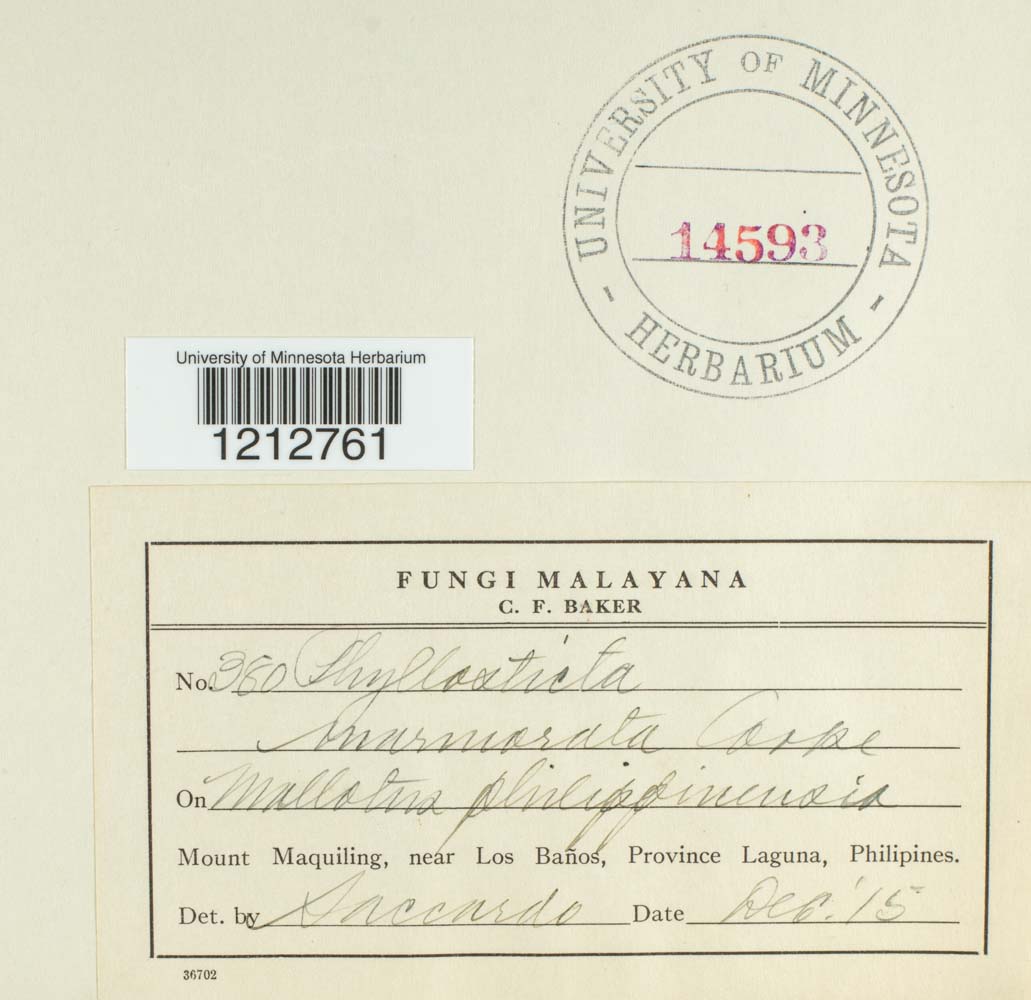 UNIVERSITY OF MINNESOTA
- HERBARIUM -
14593
University of Minnesota Herbarium
1212761
FUNGI MALAYANA
C. F. BAKER
No. 380 Phyllosticta
marmorata Cooke
On Mallotus philippinensis
Mount Maquiling, near Los Baños, Province Laguna, Philipines.
Det. by Saccardo Date Dec. '15
36702